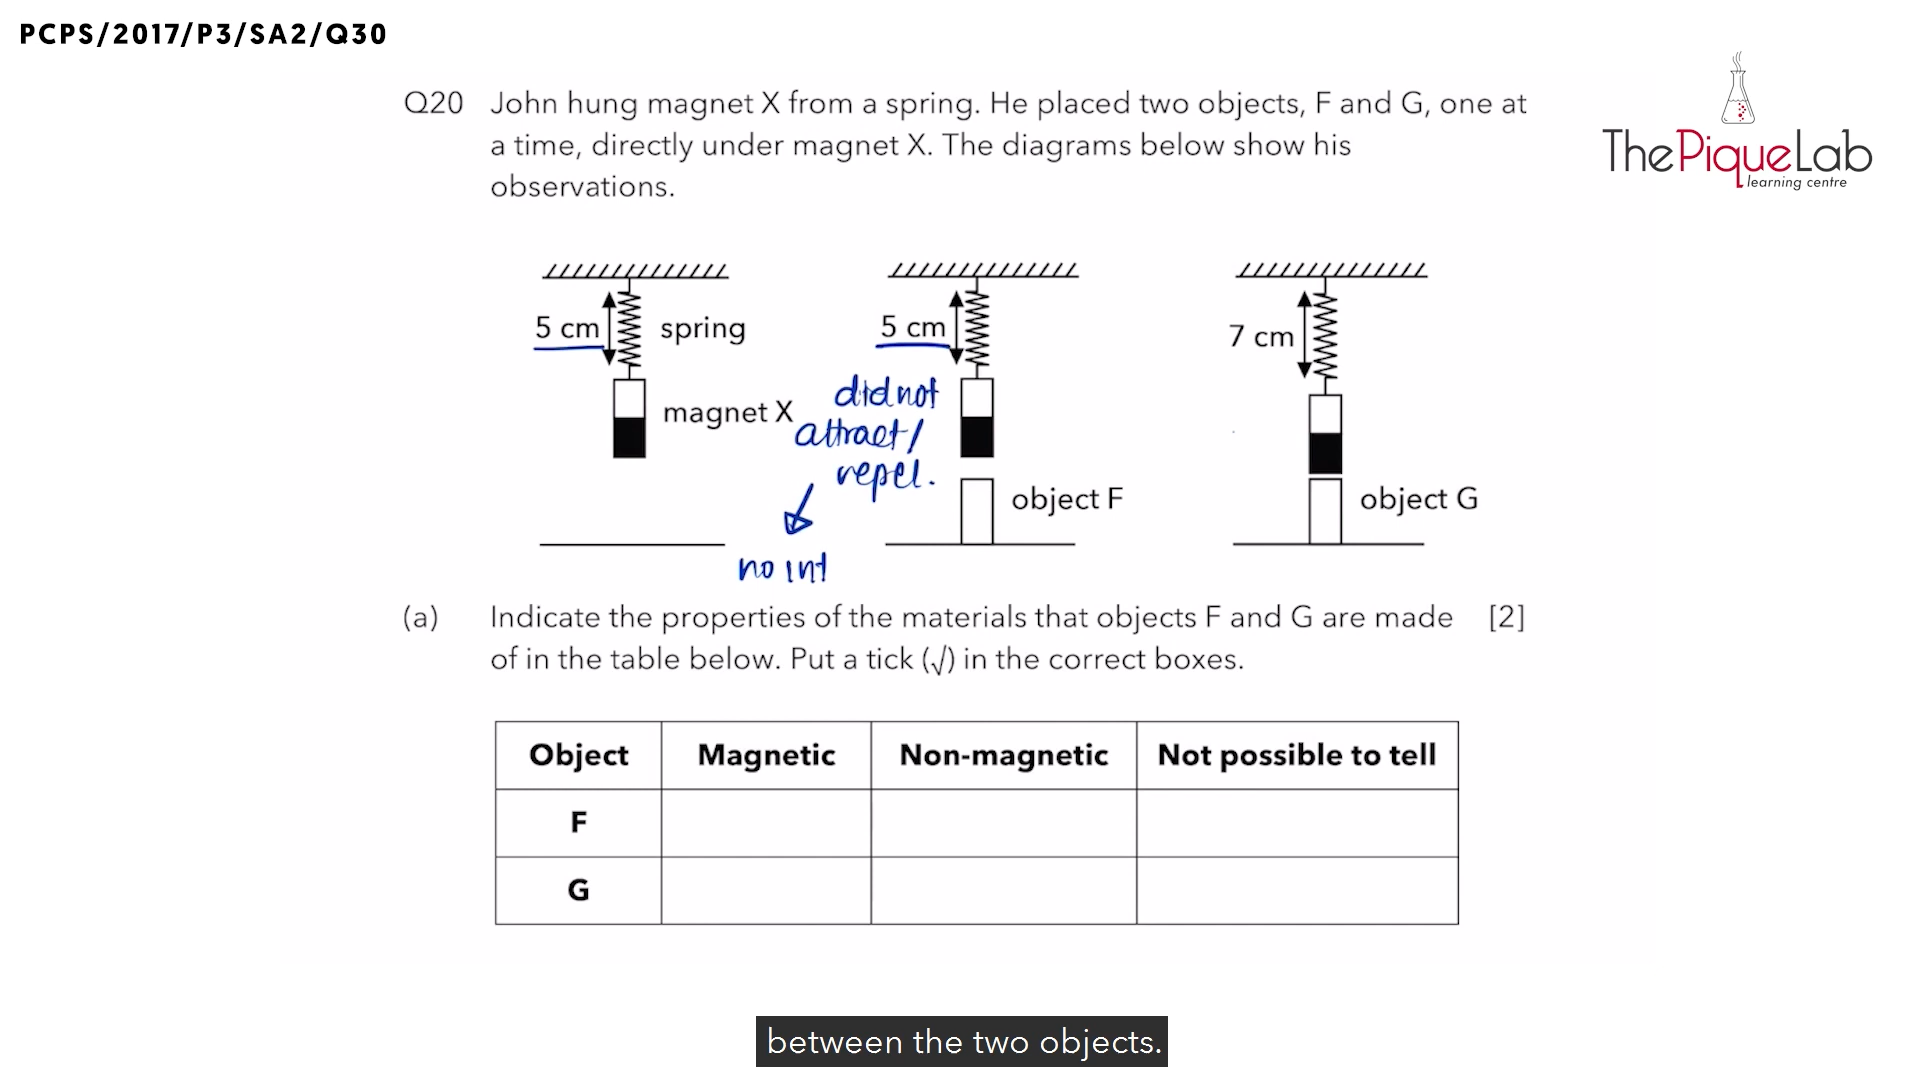 PCPS/2017/P3/SA2/Q30
ThePiqueLab
learning centre
Q20 John hung magnet X from a spring. He placed two objects, F and G, one at
a time, directly under magnet X. The diagrams below show his
observations.
5 cm spring
magnet X
5 cm
did not
attract/
repel.
no int
object F
7 cm
object G
(a) Indicate the properties of the materials that objects F and G are made [2]
of in the table below. Put a tick (√) in the correct boxes.
Object Magnetic Non-magnetic Not possible to tell
F
G
between the two objects.